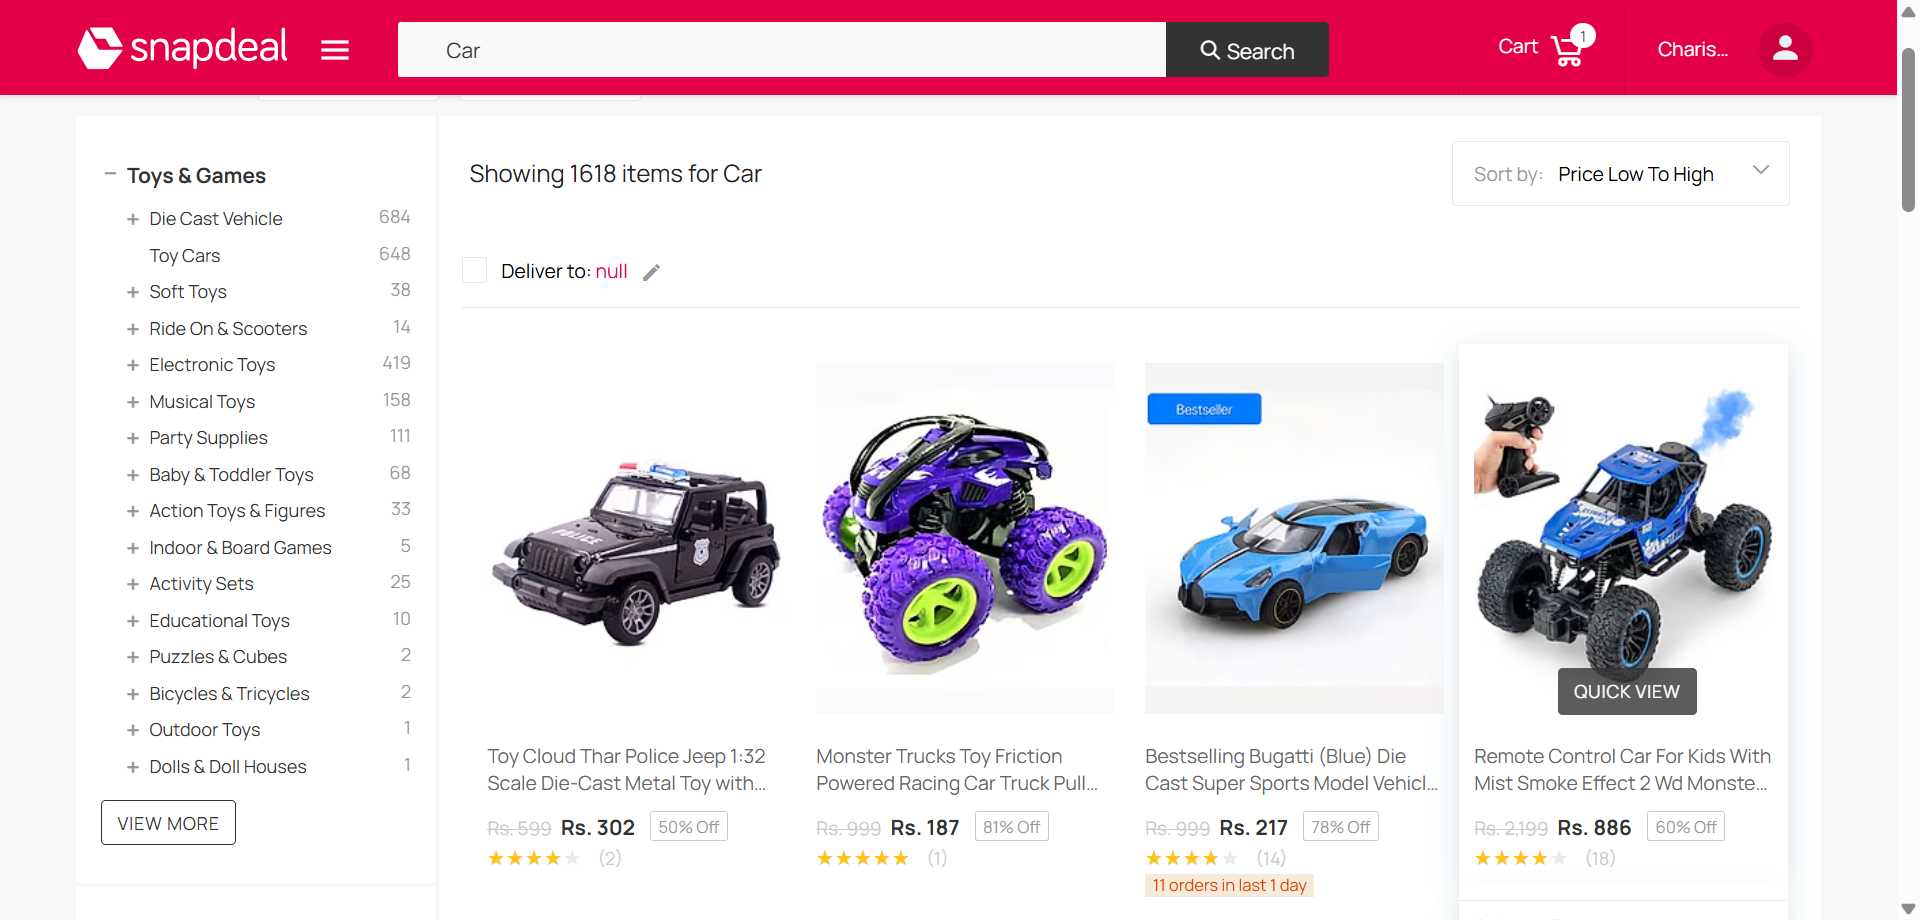 snapdeal
Car
Search
Cart
1
Charis...
Toys & Games
Die Cast Vehicle 684
Toy Cars 648
Soft Toys 38
Ride On & Scooters 14
Electronic Toys 419
Musical Toys 158
Party Supplies 111
Baby & Toddler Toys 68
Action Toys & Figures 33
Indoor & Board Games 5
Activity Sets 25
Educational Toys 10
Puzzles & Cubes 2
Bicycles & Tricycles 2
Outdoor Toys 1
Dolls & Doll Houses 1
VIEW MORE
Showing 1618 items for Car
Sort by: Price Low To High
Deliver to: null
POLICE
Toy Cloud Thar Police Jeep 1:32
Scale Die-Cast Metal Toy with...
Rs. 599 Rs. 302 50% Off
(2)
Monster Trucks Toy Friction
Powered Racing Car Truck Pull...
Rs. 999 Rs. 187 81% Off
(1)
Bestseller
Bestselling Bugatti (Blue) Die
Cast Super Sports Model Vehicl...
Rs. 999 Rs. 217 78% Off
(14)
11 orders in last 1 day
QUICK VIEW
Remote Control Car For Kids With
Mist Smoke Effect 2 Wd Monste...
Rs. 2,199 Rs. 886 60% Off
(18)